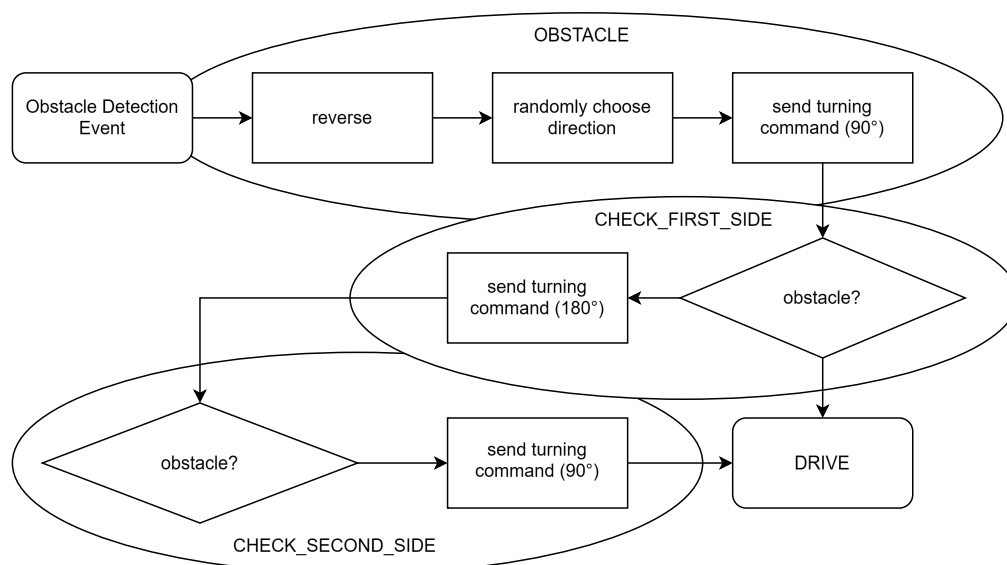 OBSTACLE
Obstacle Detection
Event
reverse
randomly choose
direction
send turning
command (90°)
CHECK_FIRST_SIDE
send turning
command (180°)
obstacle?
obstacle?
send turning
command (90°)
DRIVE
CHECK_SECOND_SIDE